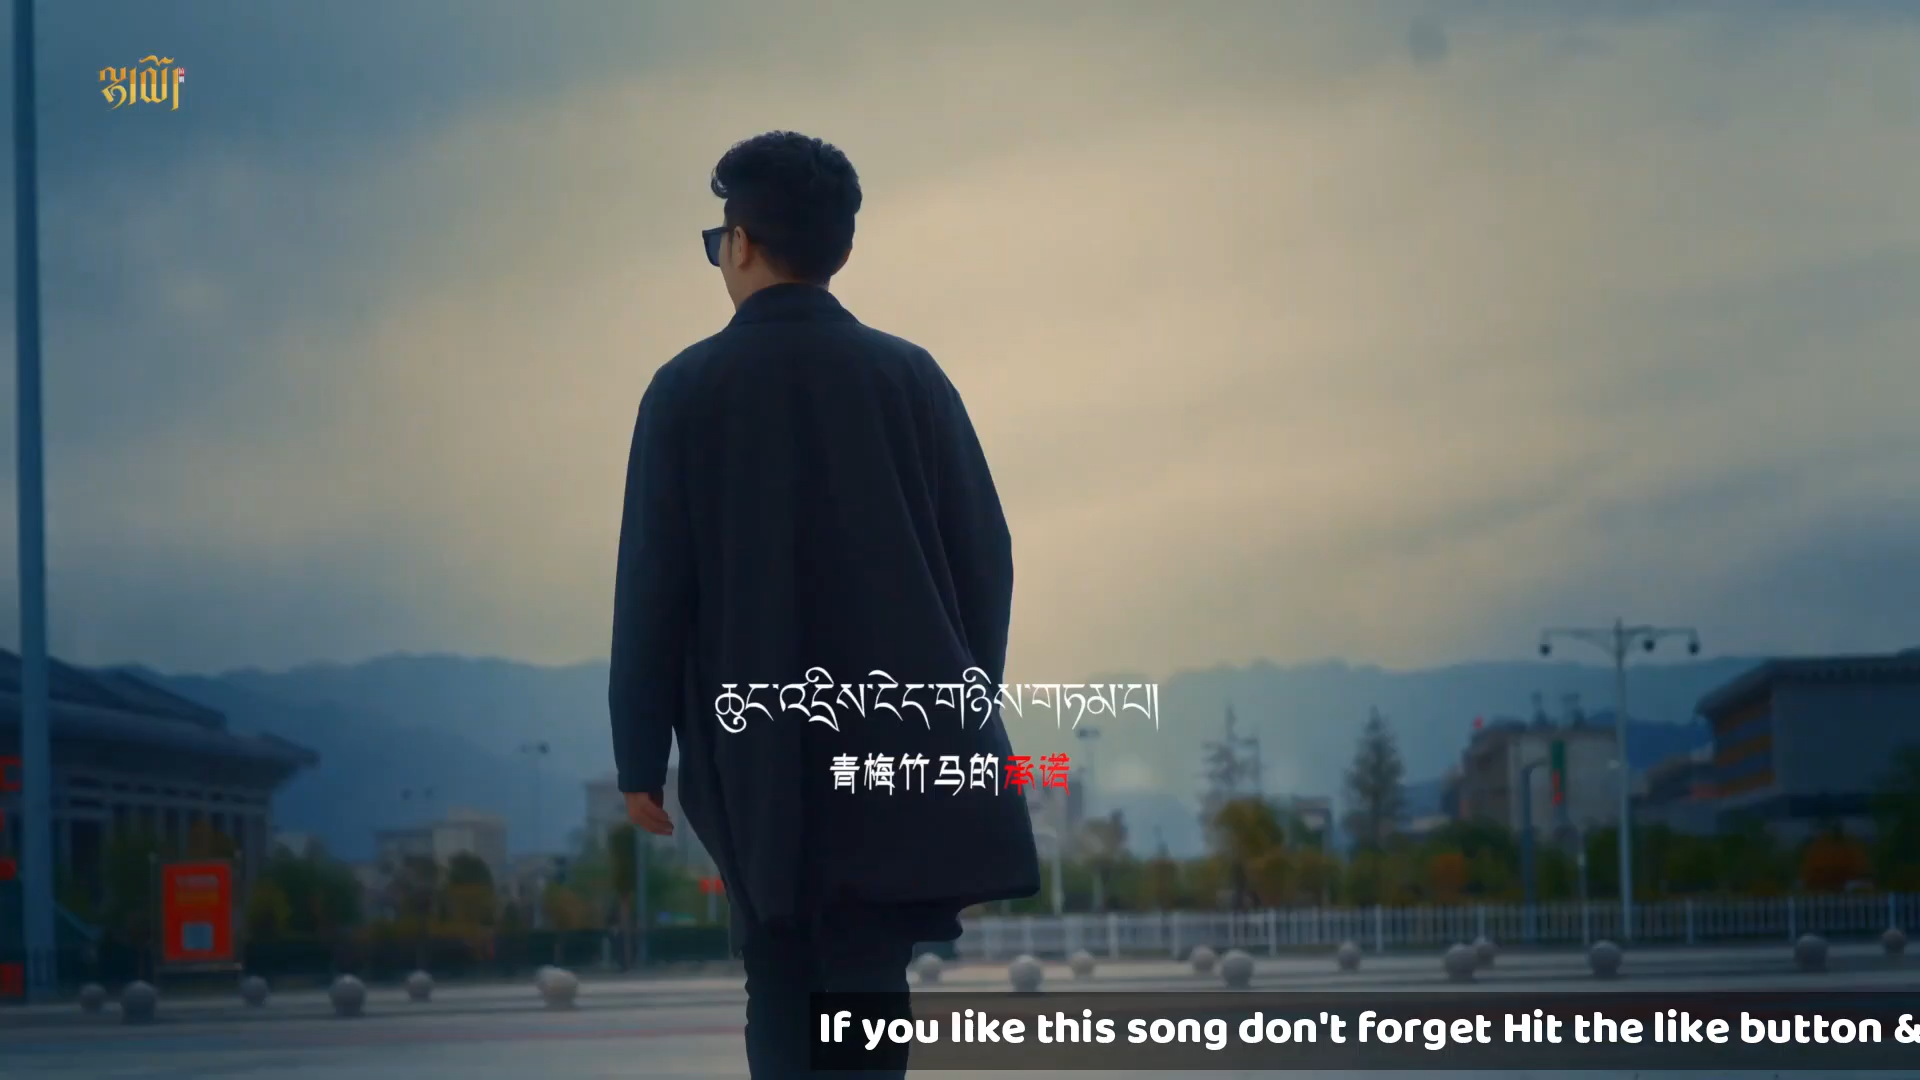 ཆུང་འདྲིས་ངེད་གཉིས་གཏམ་པ།
青梅竹马的承诺
If you like this song don't forget Hit the like button &